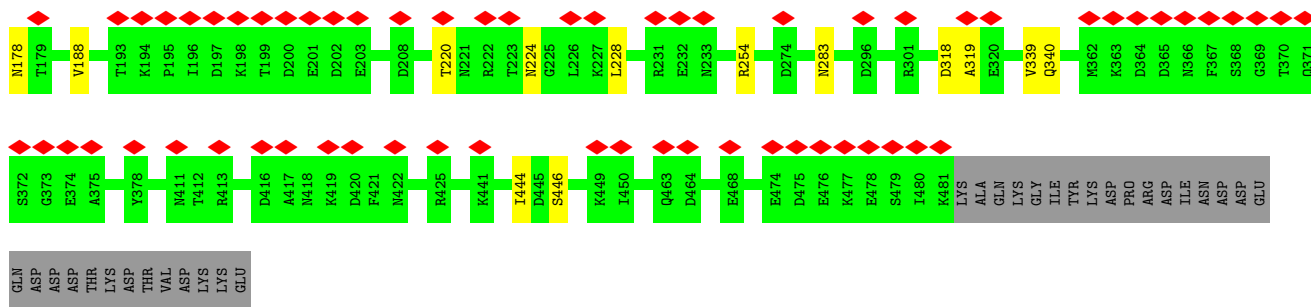 N178 T179 V188 T193 K194 P195 I196 D197 K198 T199 D200 E201 D202 E203 D208 T220 N221 R222 T223 N224 G225 L226 K227 L228 R231 E232 N233 R254 D274 N283 D296 R301 D318 A319 E320 V339 Q340 M362 K363 D364 D365 N366 F367 S368 G369 T370 Q371
S372 G373 E374 A375 Y378 N411 T412 R413 D416 A417 N418 K419 D420 F421 N422 R425 K441 I444 D445 S446 K449 I450 Q463 D464 E468 E474 D475 E476 K477 E478 S479 I480 K481 LYS ALA GLN LYS GLY ILE TYR LYS ASP PRO ARG ASP ILE ASN ASP ASP GLU
GLN ASP ASP ASP THR LYS ASP THR VAL ASP LYS LYS GLU